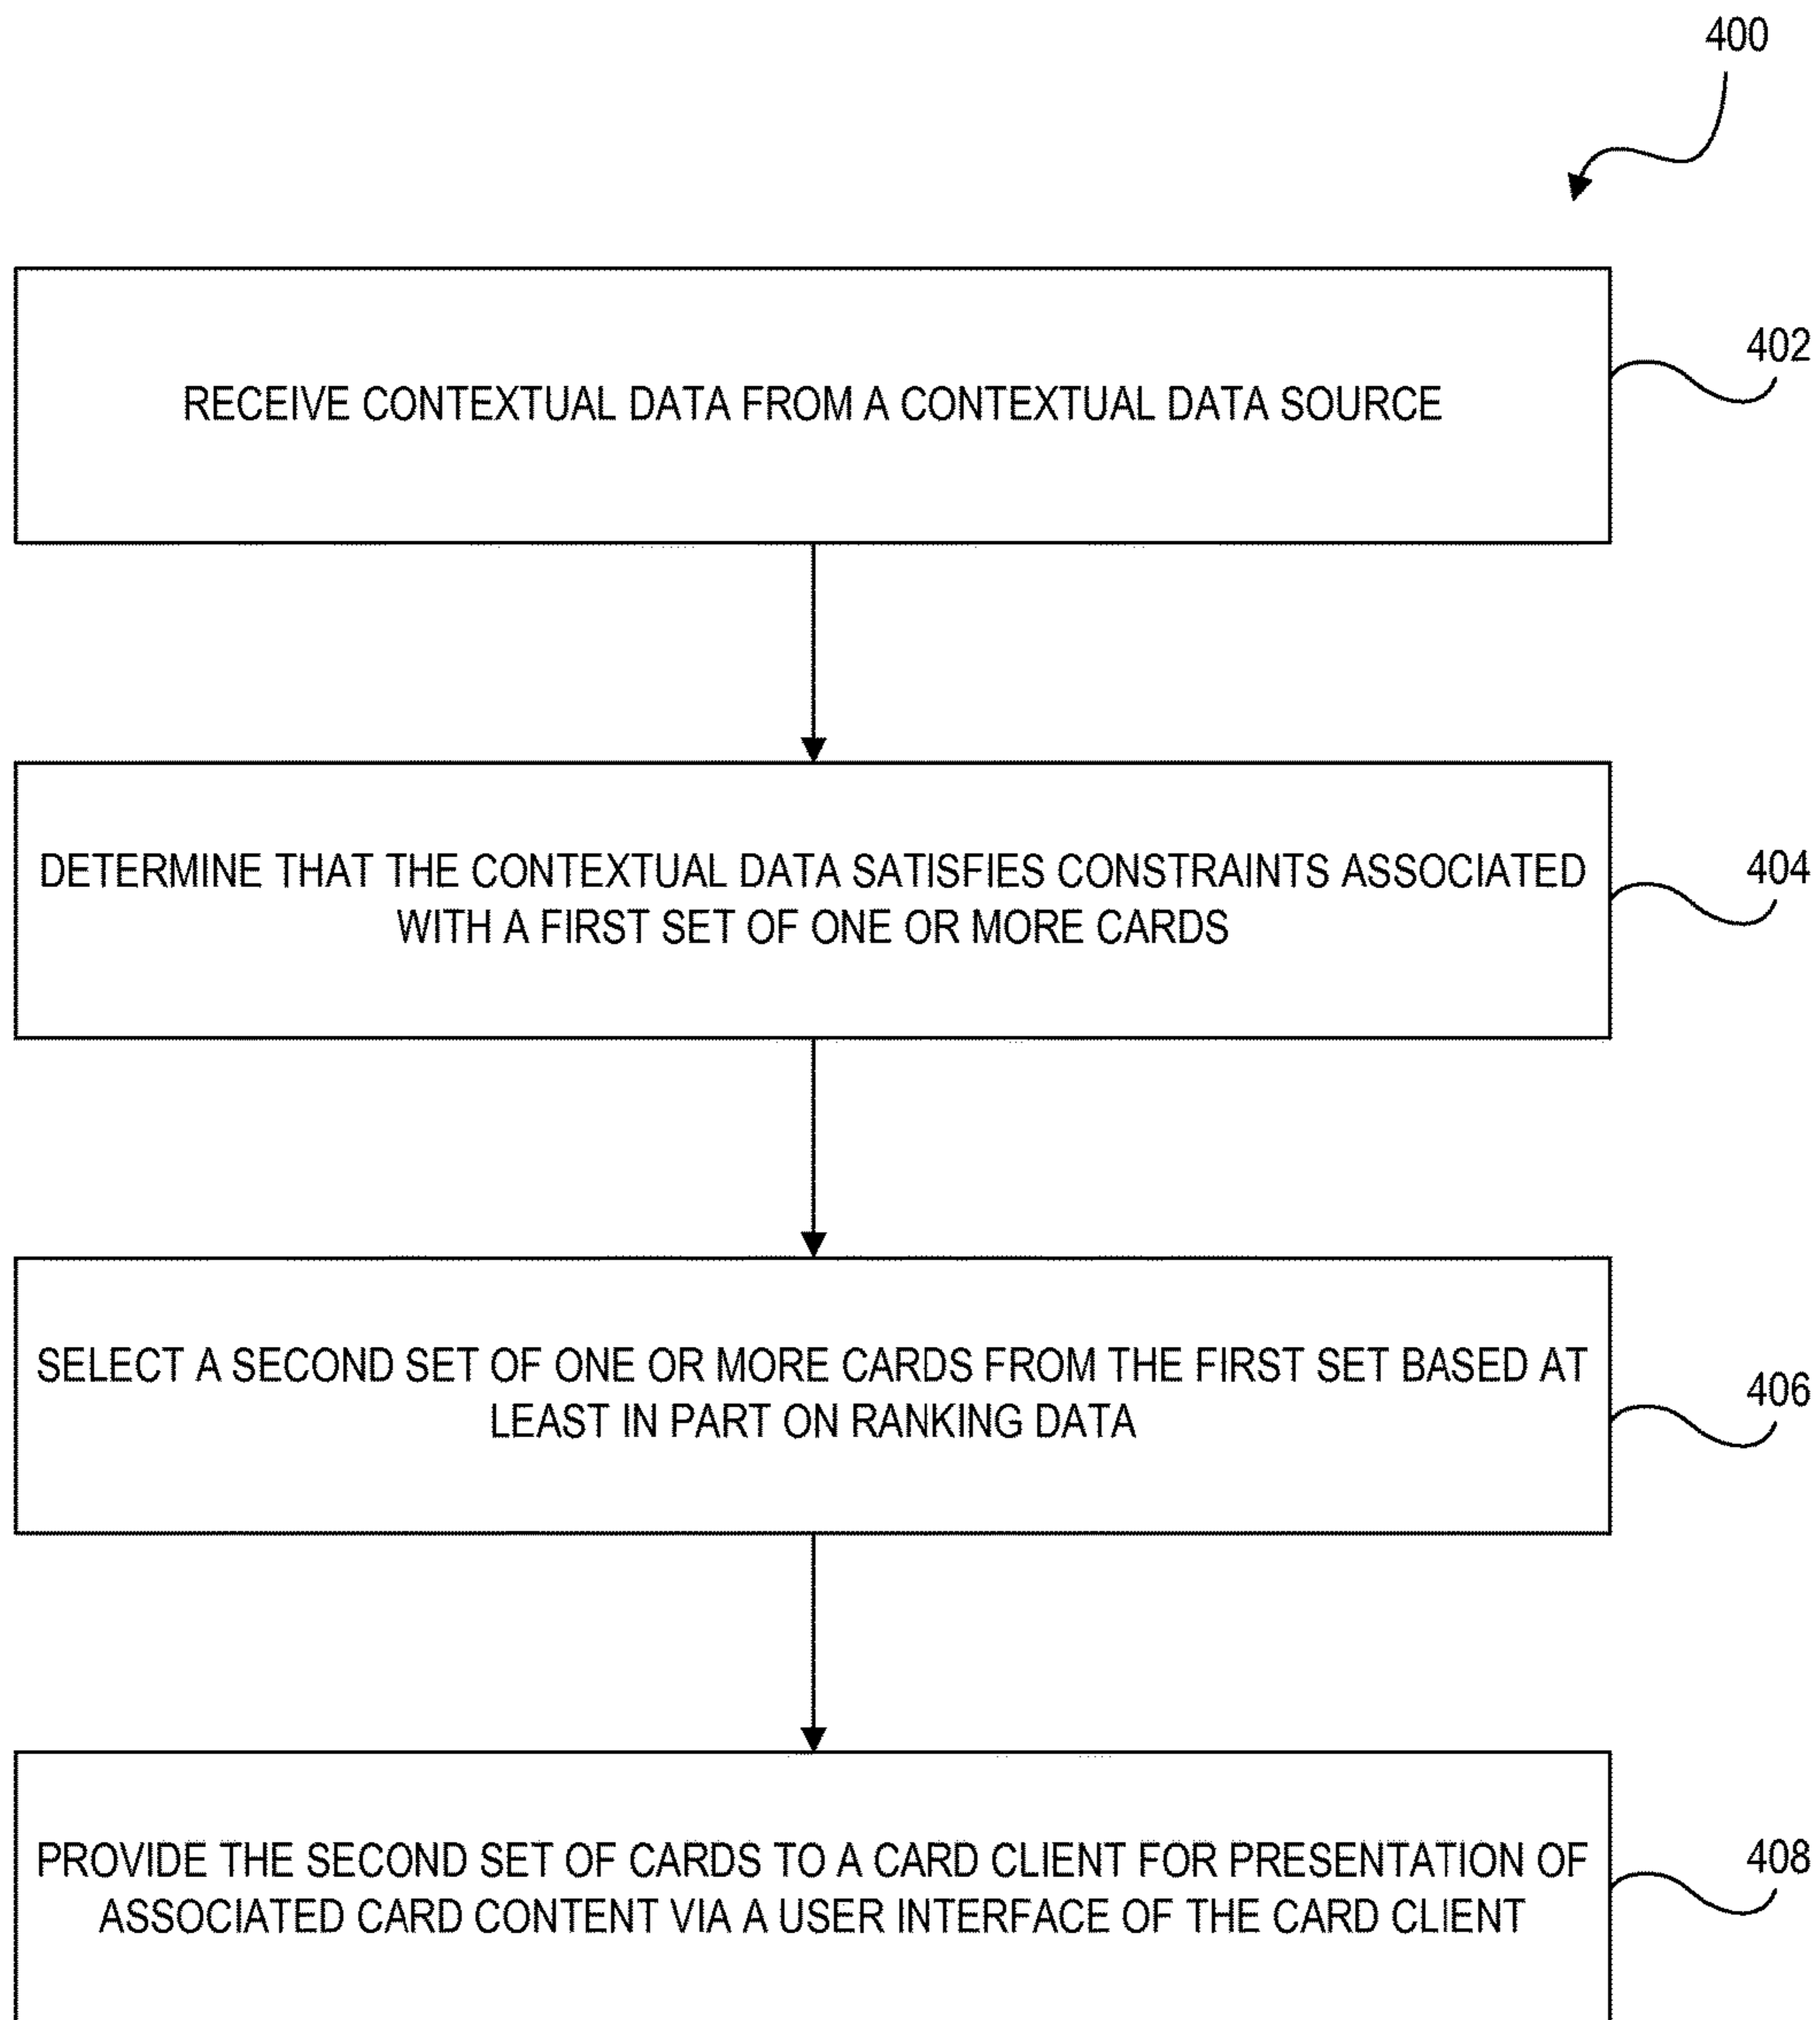 400
RECEIVE CONTEXTUAL DATA FROM A CONTEXTUAL DATA SOURCE
402
DETERMINE THAT THE CONTEXTUAL DATA SATISFIES CONSTRAINTS ASSOCIATED
WITH A FIRST SET OF ONE OR MORE CARDS
404
SELECT A SECOND SET OF ONE OR MORE CARDS FROM THE FIRST SET BASED AT
LEAST IN PART ON RANKING DATA
406
PROVIDE THE SECOND SET OF CARDS TO A CARD CLIENT FOR PRESENTATION OF
ASSOCIATED CARD CONTENT VIA A USER INTERFACE OF THE CARD CLIENT
408